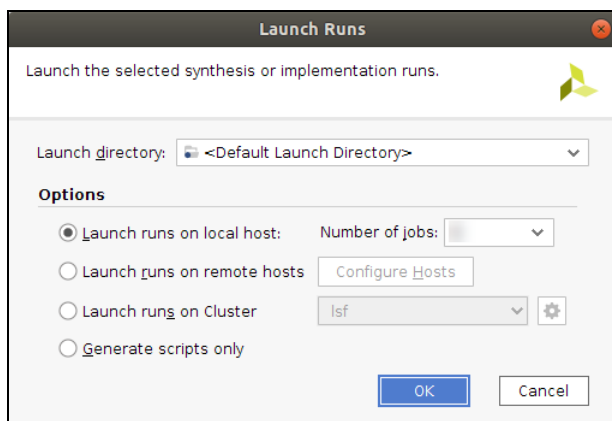 Launch Runs
Launch the selected synthesis or implementation runs.
Launch directory: <Default Launch Directory>
Options
Launch runs on local host: Number of jobs:
Launch runs on remote hosts Configure Hosts
Launch runs on Cluster lsf
Generate scripts only
OK Cancel